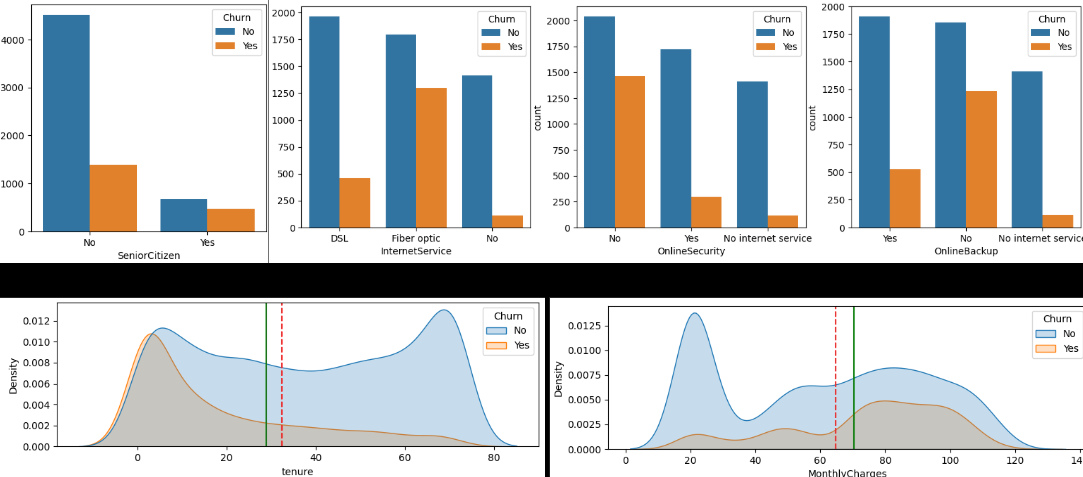 Churn
No
Yes
4000
3000
2000
1000
0
No Yes
SeniorCitizen
2000
1750
1500
1250
1000
750
500
250
0
Churn
No
Yes
DSL Fiber optic No
InternetService
count
2000
1750
1500
1250
1000
750
500
250
0
Churn
No
Yes
No Yes No internet service
OnlineSecurity
count
2000
1750
1500
1250
1000
750
500
250
0
Churn
No
Yes
Yes No No internet service
OnlineBackup
Density
0.012
0.010
0.008
0.006
0.004
0.002
0.000
Churn
No
Yes
0 20 40 60 80
tenure
Density
0.0125
0.0100
0.0075
0.0050
0.0025
0.0000
Churn
No
Yes
0 20 40 60 80 100 120
MonthlyCharges